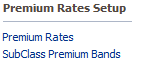 Premium Rates Setup
Premium Rates
SubClass Premium Bands